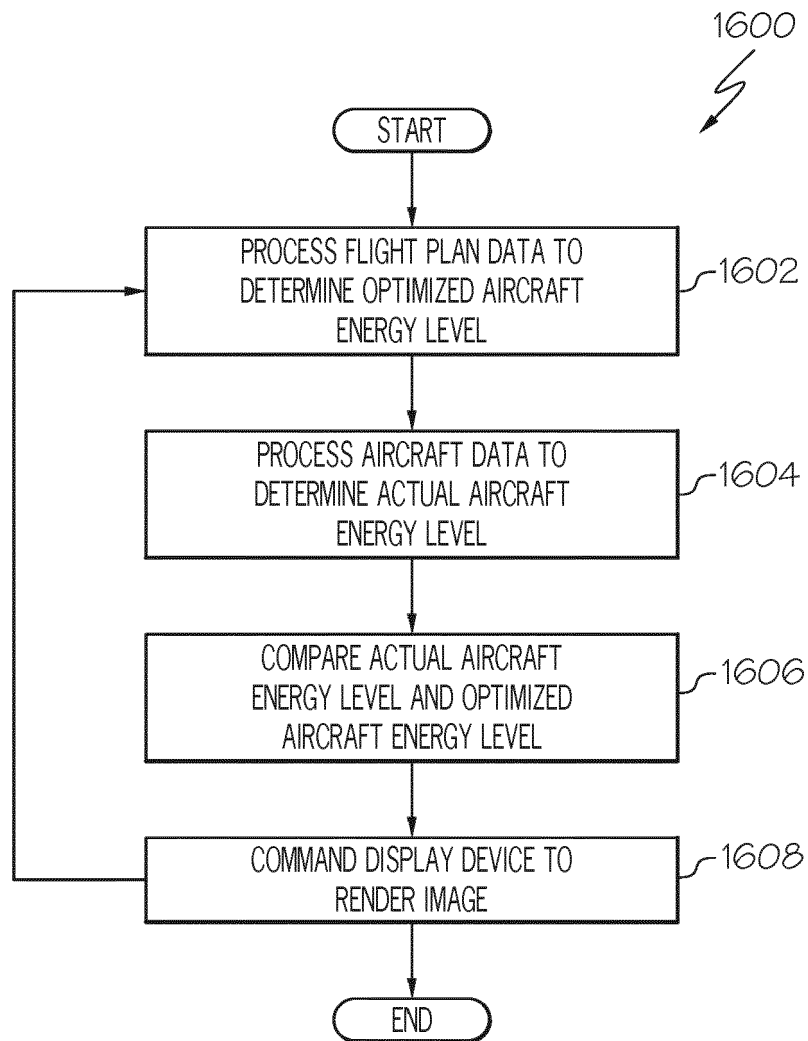 1600
START
PROCESS FLIGHT PLAN DATA TO
DETERMINE OPTIMIZED AIRCRAFT
ENERGY LEVEL
1602
PROCESS AIRCRAFT DATA TO
DETERMINE ACTUAL AIRCRAFT
ENERGY LEVEL
1604
COMPARE ACTUAL AIRCRAFT
ENERGY LEVEL AND OPTIMIZED
AIRCRAFT ENERGY LEVEL
1606
COMMAND DISPLAY DEVICE TO
RENDER IMAGE
1608
END